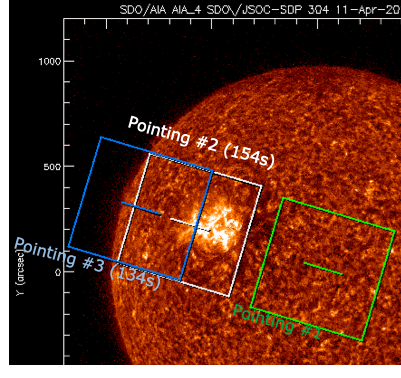 SDO/AIA AIA_4 SDO\/JSOC-SDP 304 11-Apr-20
1000
Pointing #2 (154s)
500
Pointing #3 (134s)
0
Pointing #1
Y (arcsec